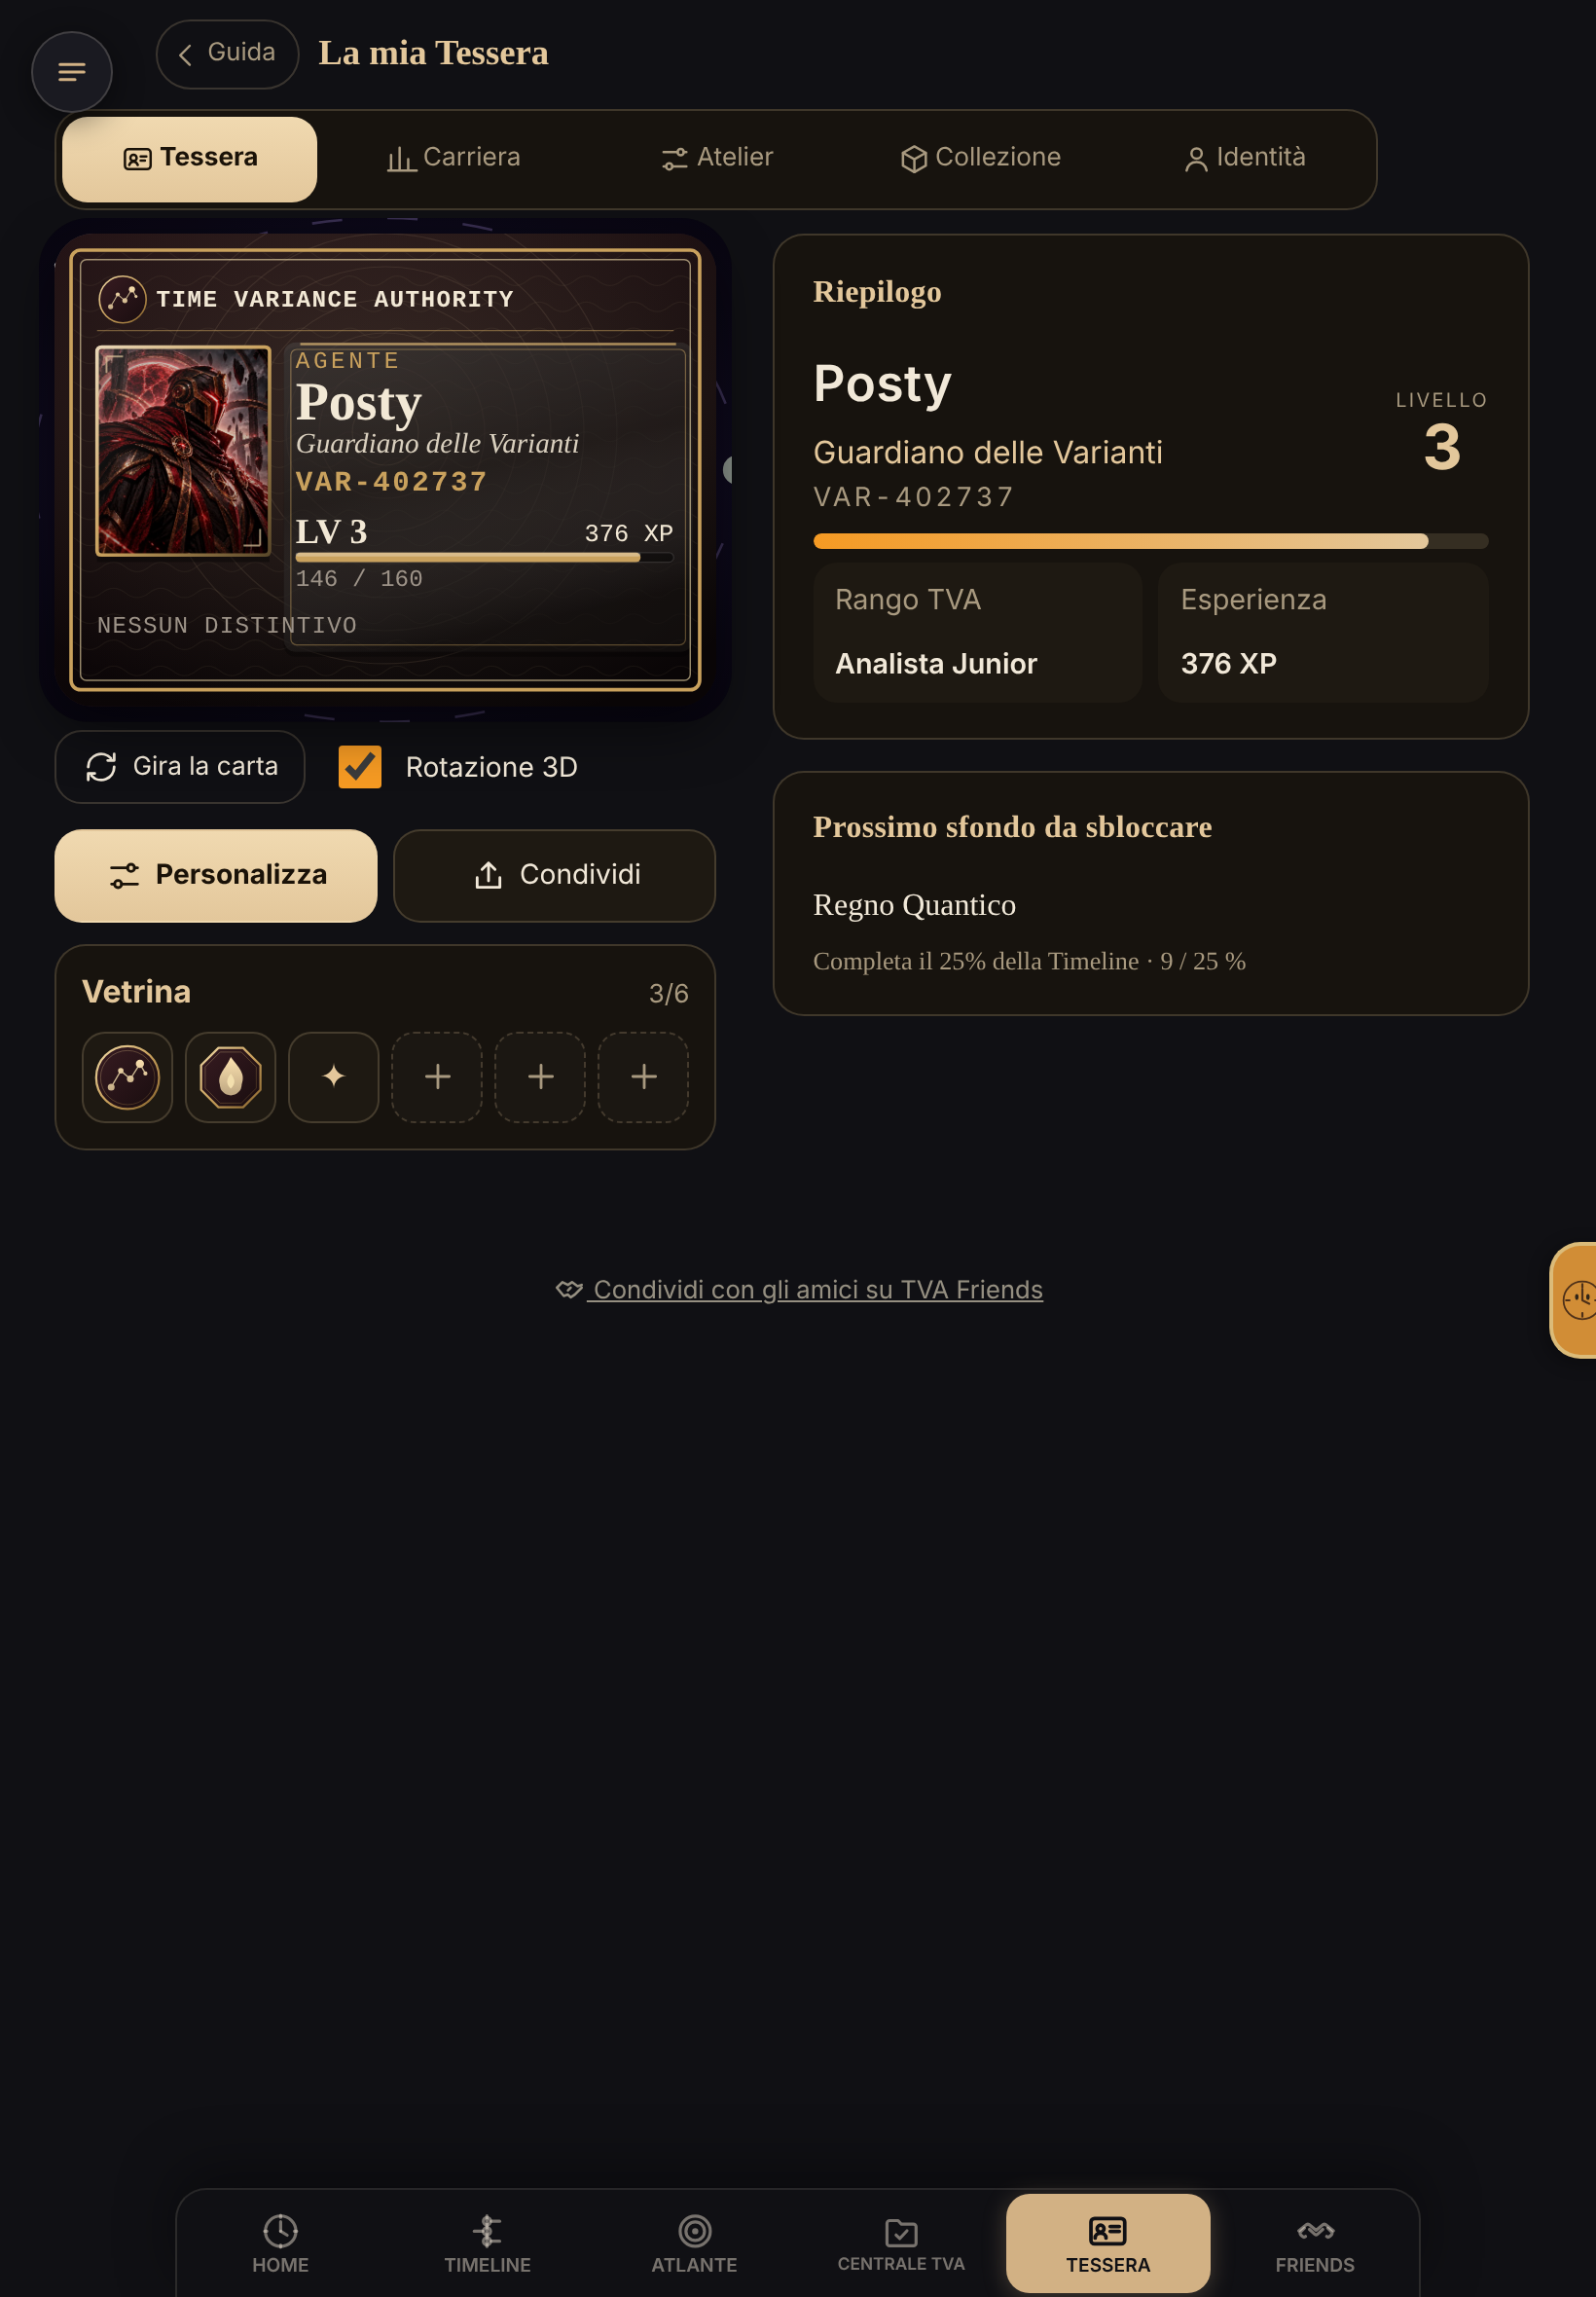 Guida
La mia Tessera
Tessera
Carriera
Atelier
Collezione
Identità
TIME VARIANCE AUTHORITY
AGENTE
Posty
Guardiano delle Varianti
VAR-402737
LV 3
376 XP
146 / 160
NESSUN DISTINTIVO
Gira la carta
Rotazione 3D
Personalizza
Condividi
Vetrina
3/6
Riepilogo
Posty
Guardiano delle Varianti
VAR-402737
LIVELLO
3
Rango TVA
Analista Junior
Esperienza
376 XP
Prossimo sfondo da sbloccare
Regno Quantico
Completa il 25% della Timeline · 9 / 25 %
Condividi con gli amici su TVA Friends
HOME
TIMELINE
ATLANTE
CENTRALE TVA
TESSERA
FRIENDS